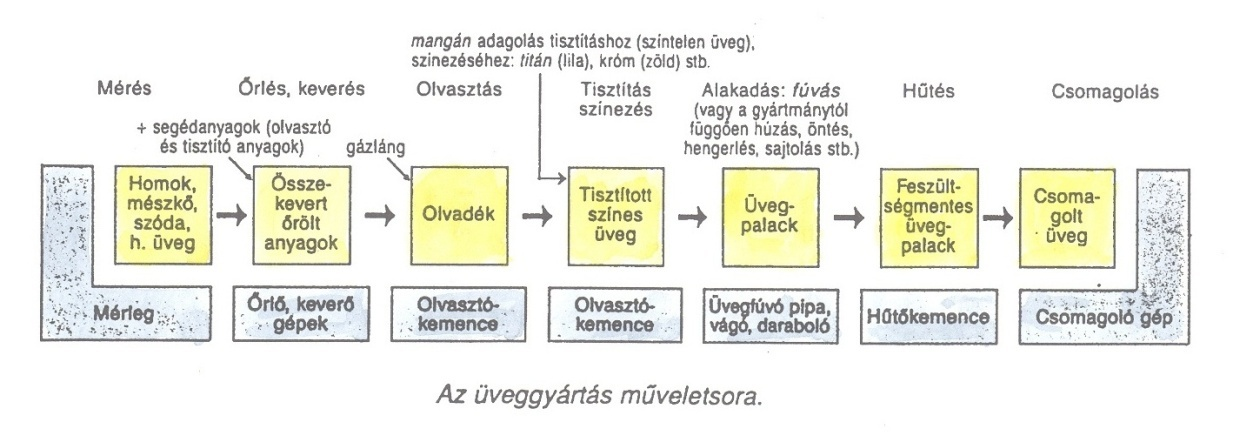 mangán adagolás tisztításhoz (színtelen üveg),
színezéséhez: titán (lila), króm (zöld) stb.
Mérés
Őrlés, keverés
Olvasztás
Tisztítás
színezés
Alakadás: fúvás
(vagy a gyártmánytól
függően húzás, öntés,
hengerlés, sajtolás stb.)
Hűtés
Csomagolás
+ segédanyagok (olvasztó
és tisztító anyagok)
gázláng
Homok,
mészkő,
szóda,
h. üveg
Össze-
kevert
őrölt
anyagok
Olvadék
Tisztított
színes
üveg
Üveg-
palack
Feszült-
ségmentes
üveg-
palack
Csoma-
golt
üveg
Mérleg
Őrlő, keverő
gépek
Olvasztó-
kemence
Olvasztó-
kemence
Üvegfúvó pipa,
vágó, daraboló
Hűtőkemence
Csomagoló gép
Az üveggyártás műveletsora.